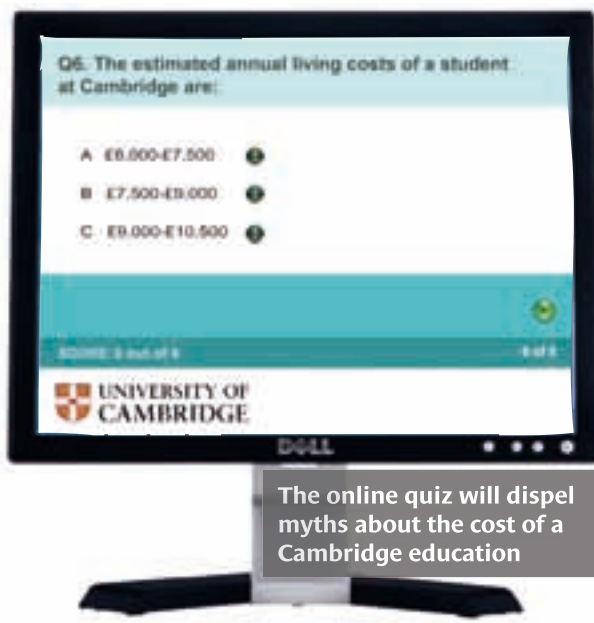 Q6. The estimated annual living costs of a student
at Cambridge are:
A £6,000-£7,500
B £7,500-£9,000
C £9,000-£10,500
UNIVERSITY OF
CAMBRIDGE
DELL
The online quiz will dispel
myths about the cost of a
Cambridge education